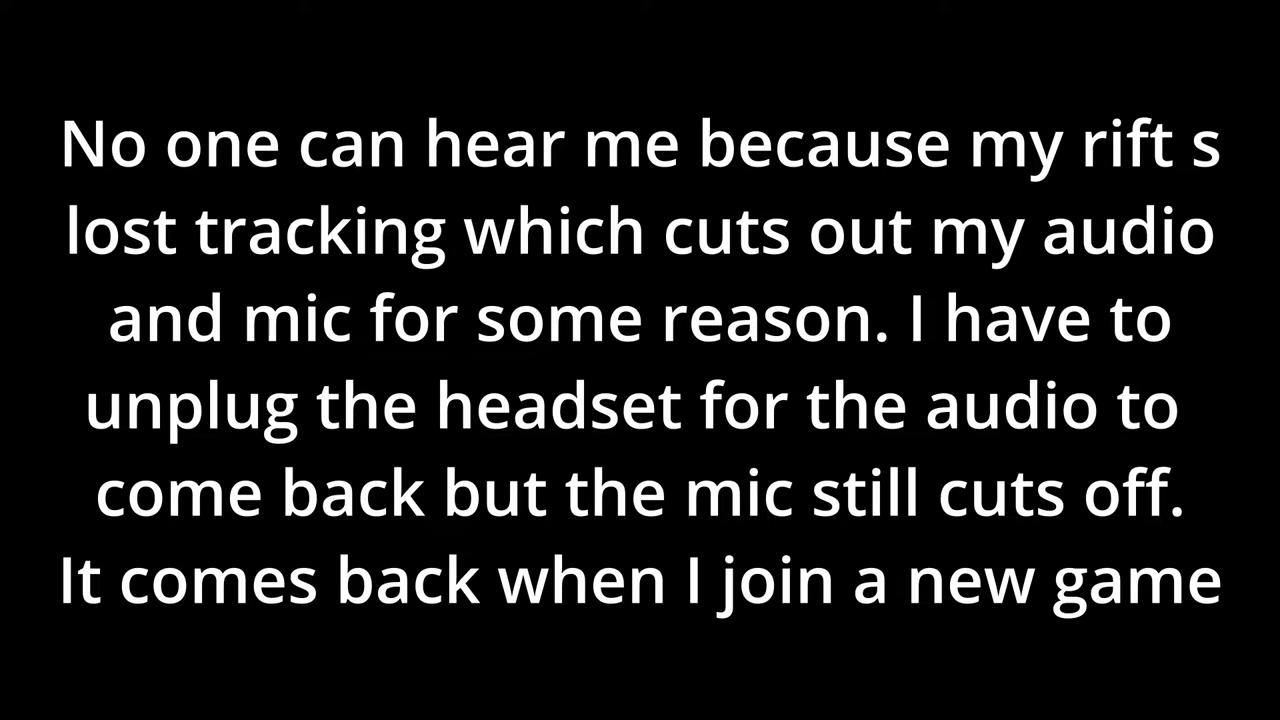 No one can hear me because my rift s
lost tracking which cuts out my audio
and mic for some reason. I have to
unplug the headset for the audio to
come back but the mic still cuts off.
It comes back when I join a new game